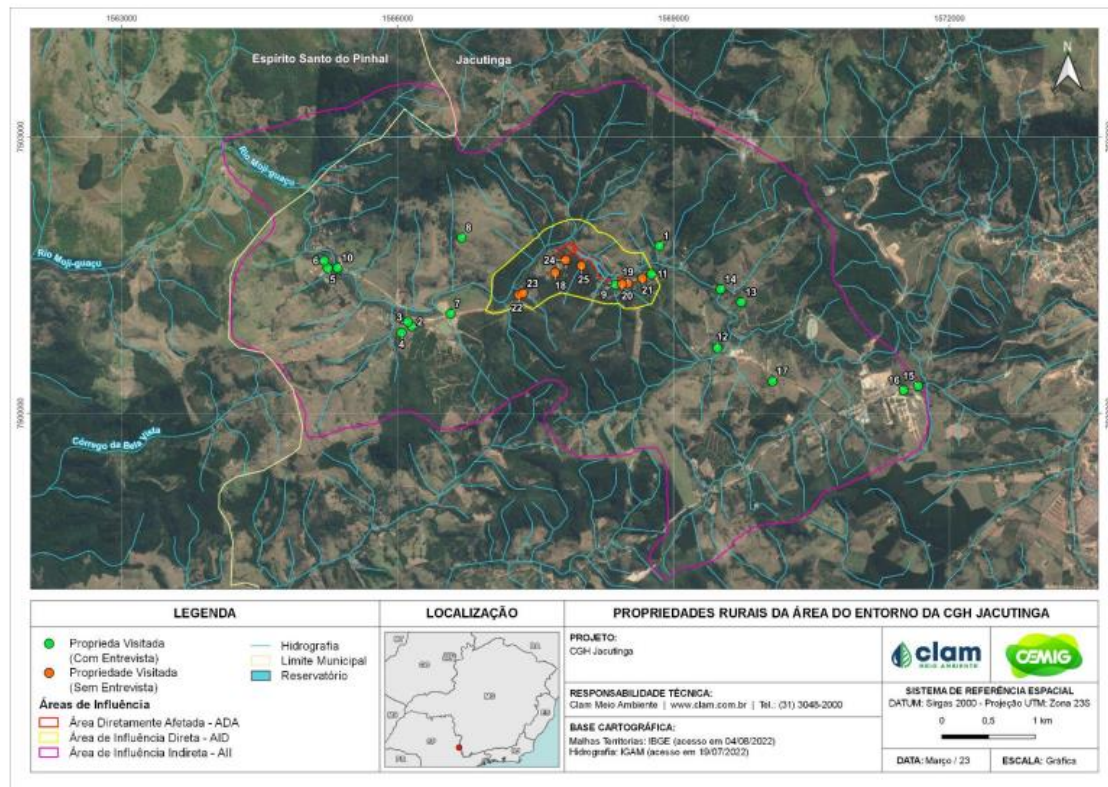 1563000 1566000 1569000 1572000
Espírito Santo do Pinhal Jacutinga
N
7503000
Rio Moji-guaçu
Rio Moji-guaçu
8
1
6
10
5
24
25
18
19
11
9
20
21
23
22
14
13
3
2
7
4
12
17
16
15
7500000
Córrego da Bela Vista
LEGENDA
Proprieda Visitada
(Com Entrevista)
Propriedade Visitada
(Sem Entrevista)
Hidrografia
Limite Municipal
Reservatório
Áreas de Influência
Área Diretamente Afetada - ADA
Área de Influência Direta - AID
Área de Influência Indireta - AII
LOCALIZAÇÃO
MG
SP
PROPRIEDADES RURAIS DA ÁREA DO ENTORNO DA CGH JACUTINGA
PROJETO:
CGH Jacutinga
RESPONSABILIDADE TÉCNICA:
Clam Meio Ambiente | www.clam.com.br | Tel.: (31) 3048-2000
BASE CARTOGRÁFICA:
Malhas Territorias: IBGE (acesso em 04/08/2022)
Hidrografia: IGAM (acesso em 19/07/2022)
clam
MEIO AMBIENTE
CEMIG
SISTEMA DE REFERÊNCIA ESPACIAL
DATUM: Sirgas 2000 - Projeção UTM: Zona 23S
0 0,5 1 km
DATA: Março / 23
ESCALA: Gráfica